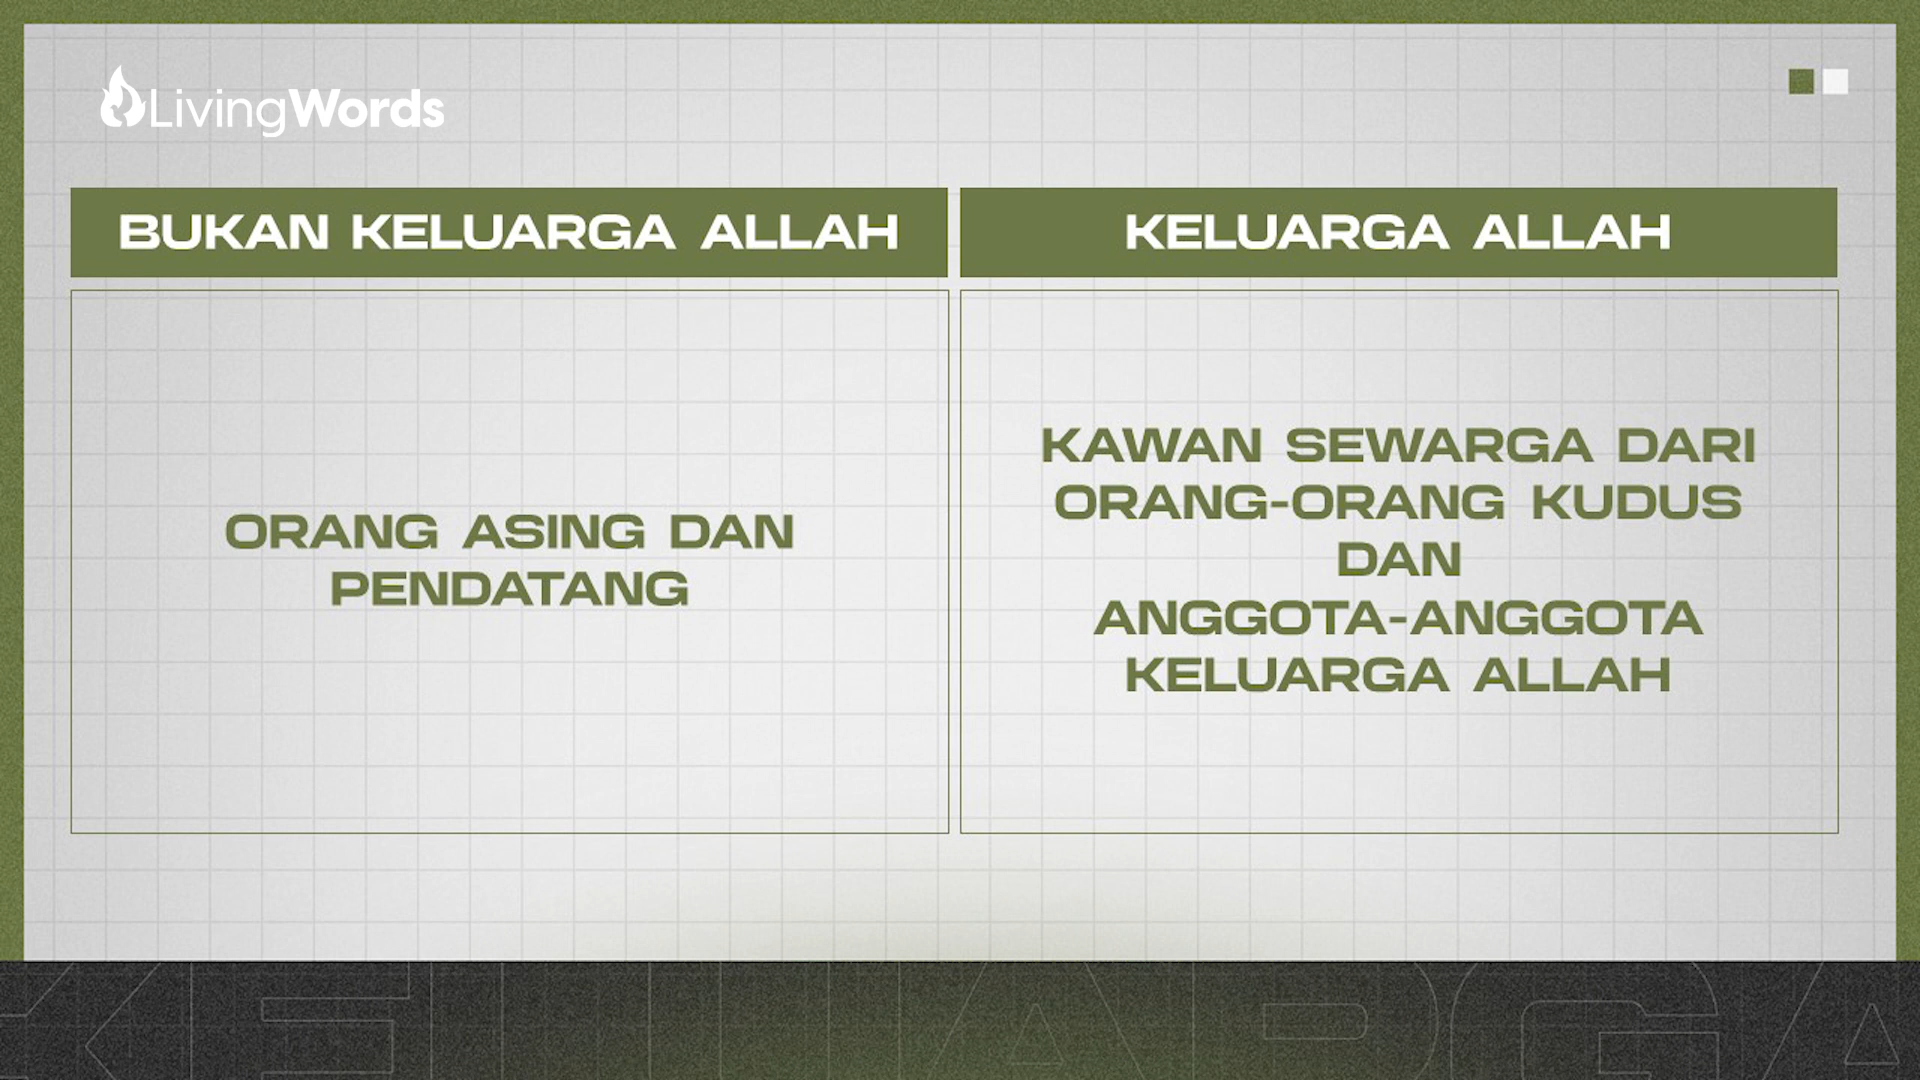 LivingWords
BUKAN KELUARGA ALLAH
KELUARGA ALLAH
ORANG ASING DAN
PENDATANG
KAWAN SEWARGA DARI
ORANG-ORANG KUDUS
DAN
ANGGOTA-ANGGOTA
KELUARGA ALLAH
KELUARGA